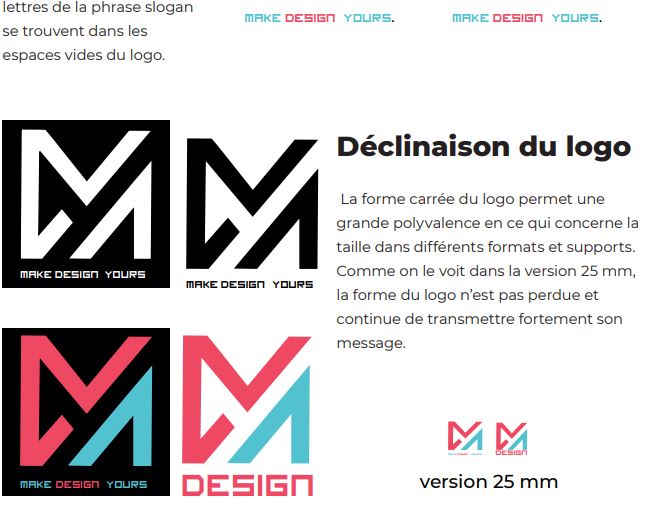 lettres de la phrase slogan
se trouvent dans les
espaces vides du logo.
MAKE DESIGN YOURS.
MAKE DESIGN YOURS.
MAKE DESIGN YOURS
MAKE DESIGN YOURS
Déclinaison du logo
La forme carrée du logo permet une
grande polyvalence en ce qui concerne la
taille dans différents formats et supports.
Comme on le voit dans la version 25 mm,
la forme du logo n'est pas perdue et
continue de transmettre fortement son
message.
MAKE DESIGN YOURS
DESIGN
DESIGN
version 25 mm